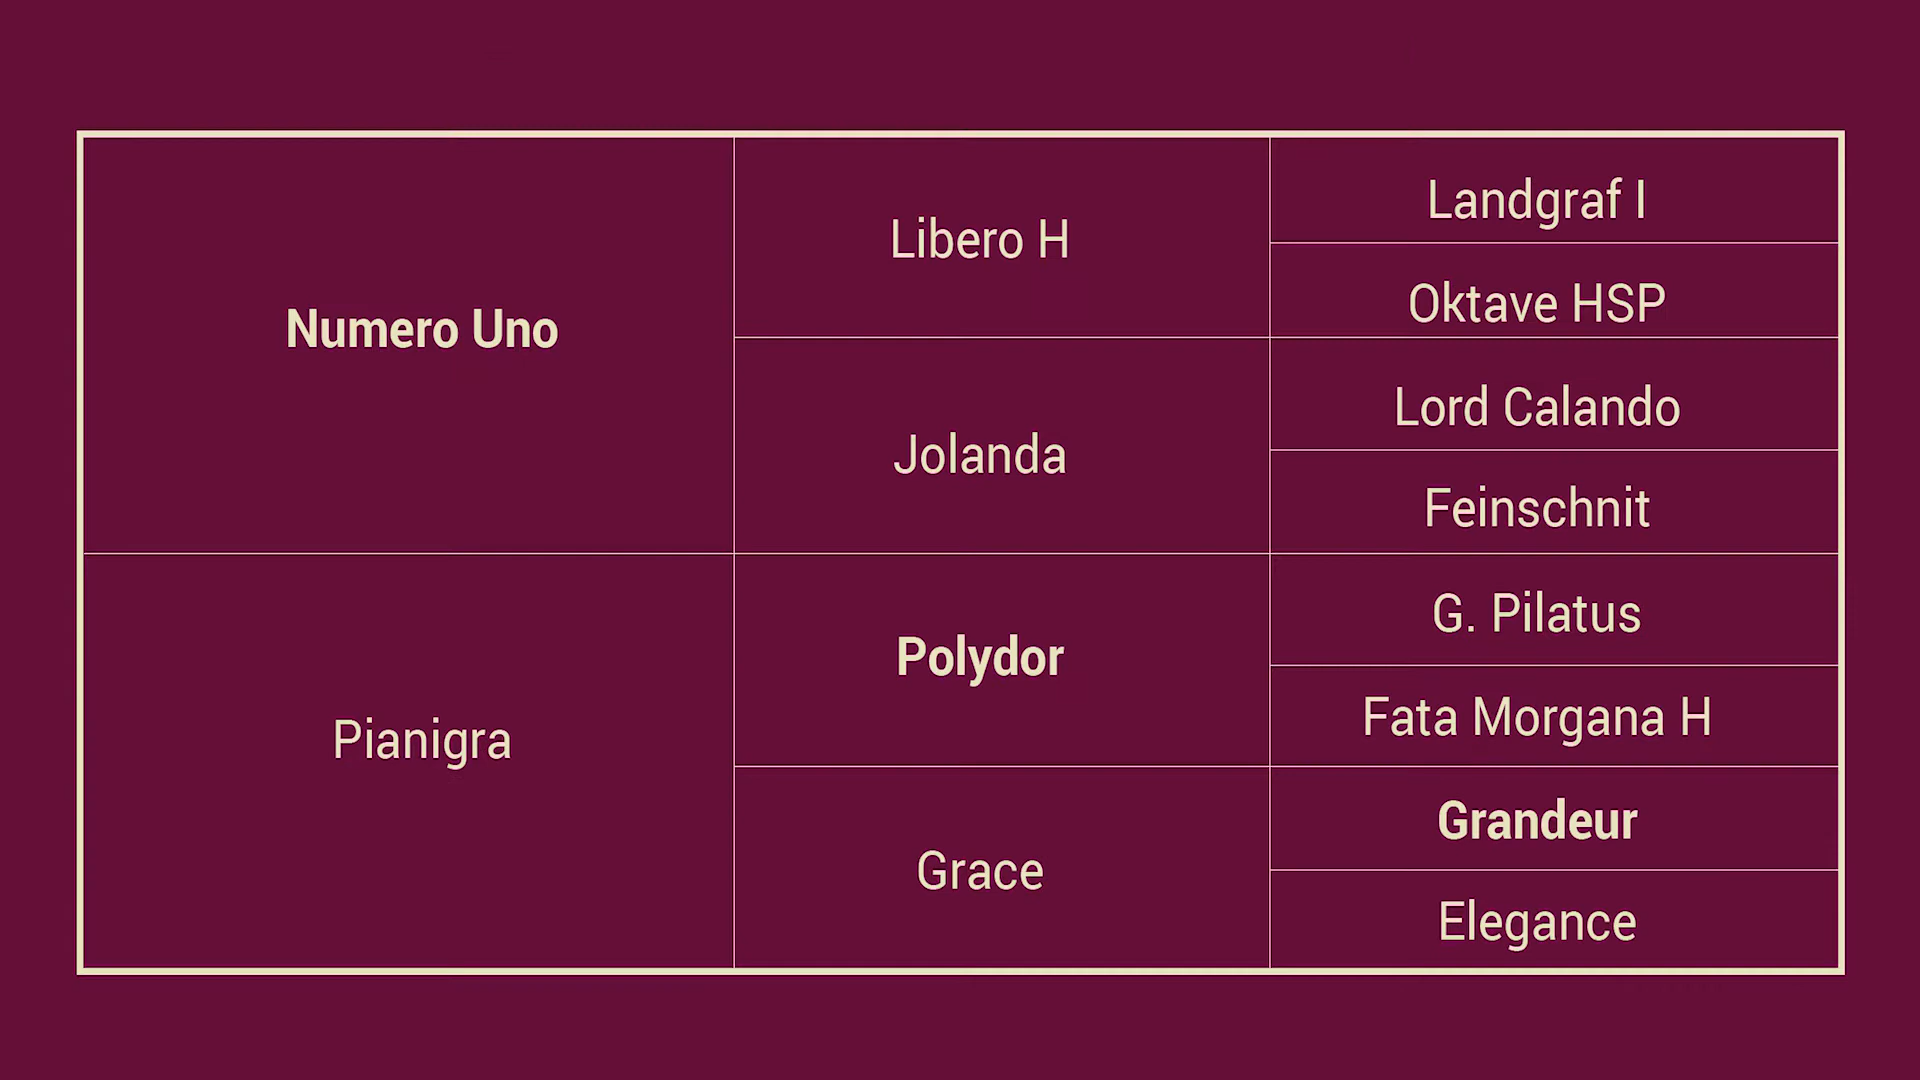 Numero Uno
Libero H
Landgraf I
Oktave HSP
Jolanda
Lord Calando
Feinschnit
Pianigra
Polydor
G. Pilatus
Fata Morgana H
Grace
Grandeur
Elegance